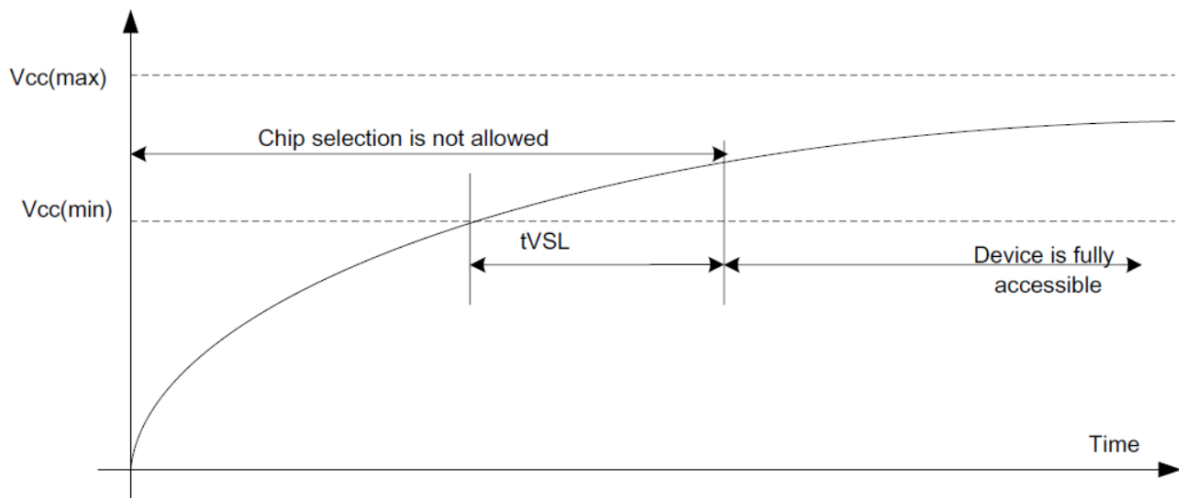 Vcc(max)
Chip selection is not allowed
Vcc(min)
tVSL
Device is fully
accessible
Time